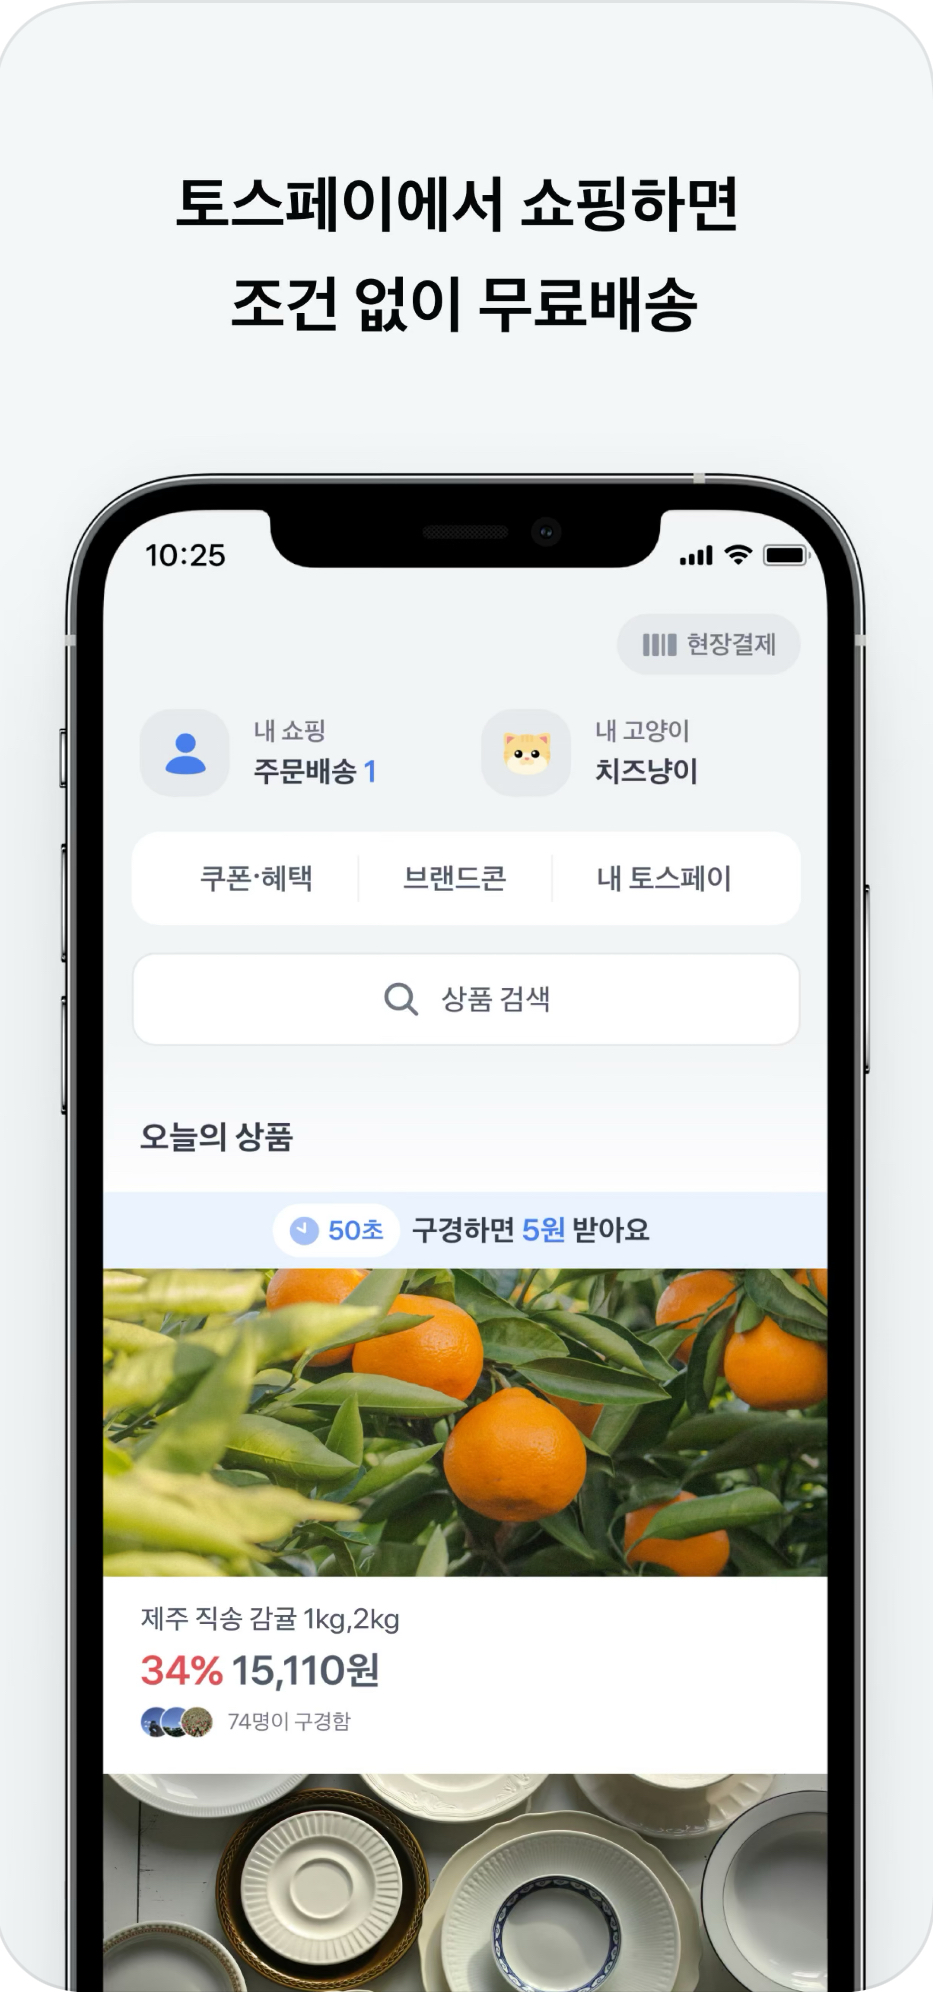 토스페이에서 쇼핑하면
조건 없이 무료배송
10:25
현장결제
내 쇼핑
주문배송 1
내 고양이
치즈냥이
쿠폰·혜택
브랜드콘
내 토스페이
상품 검색
오늘의 상품
50초 구경하면 5원 받아요
제주 직송 감귤 1kg,2kg
34% 15,110원
74명이 구경함